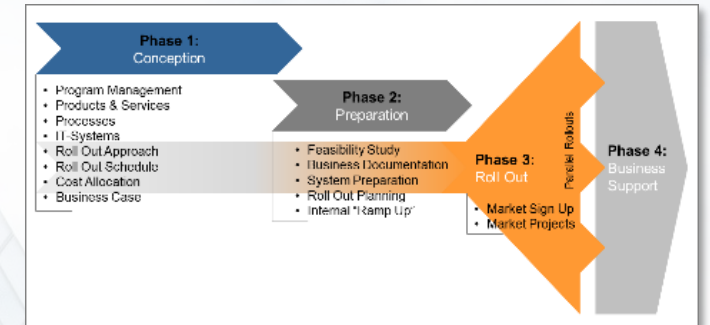 Phase 1:
Conception
• Program Management
• Products & Services
• Processes
• IT-Systems
• Roll Out Approach
• Roll Out Schedule
• Cost Allocation
• Business Case
Phase 2:
Preparation
• Feasibility Study
• Business Documentation
• System Preparation
• Roll Out Planning
• Internal "Ramp Up"
Phase 3:
Roll Out
• Market Sign Up
• Market Projects
Parallel Rollouts
Phase 4:
Business
Support